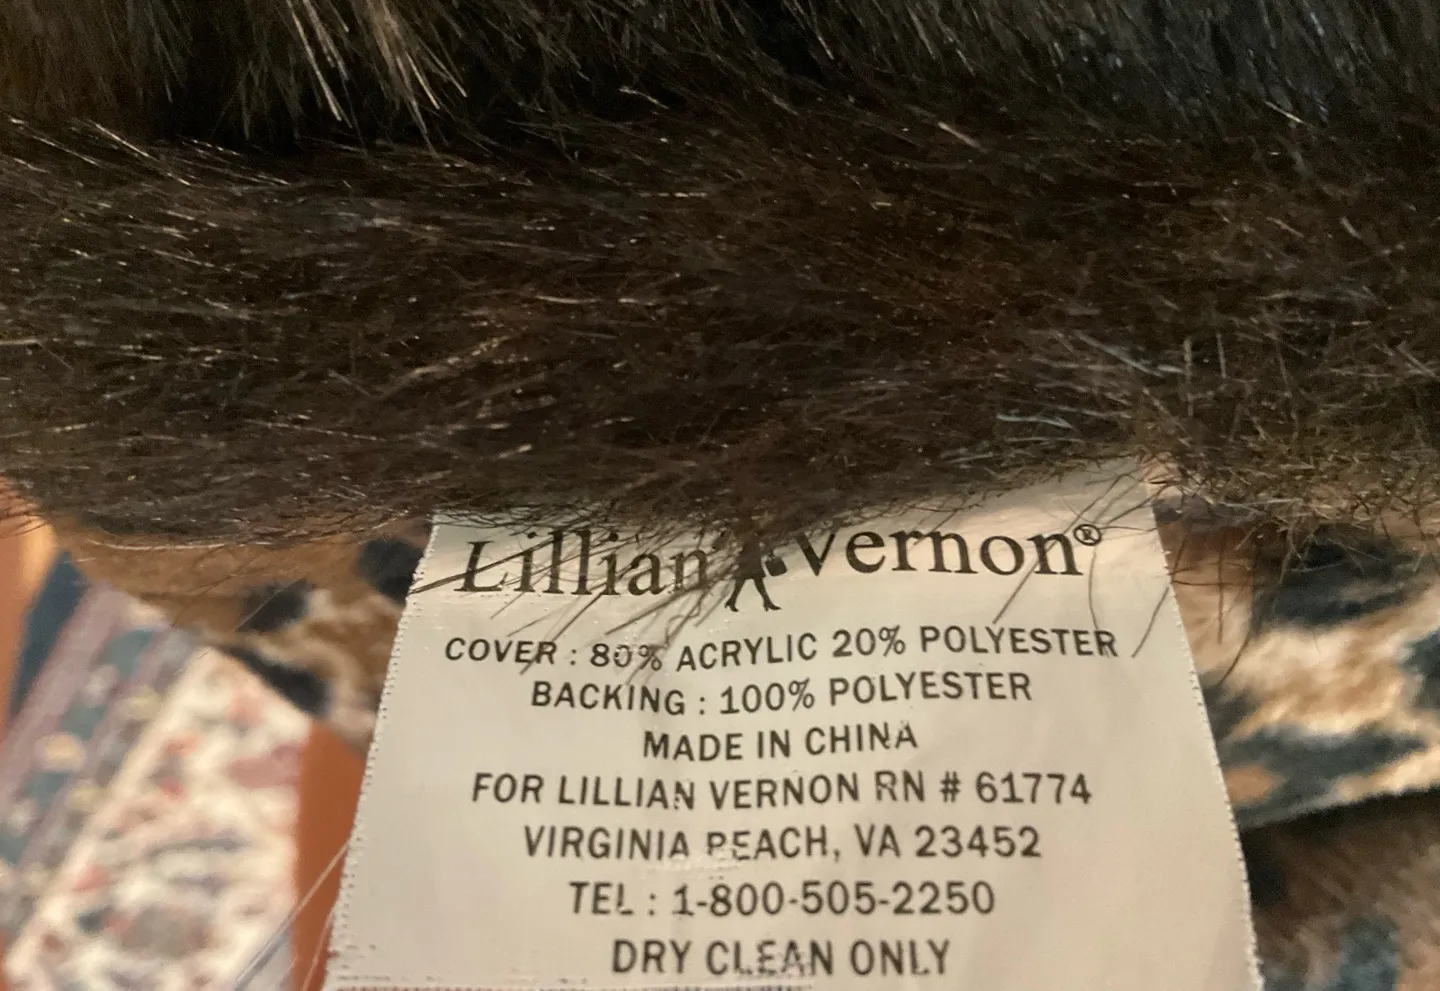 Lillian Vernon®
COVER : 80% ACRYLIC 20% POLYESTER
BACKING : 100% POLYESTER
MADE IN CHINA
FOR LILLIAN VERNON RN # 61774
VIRGINIA BEACH, VA 23452
TEL : 1-800-505-2250
DRY CLEAN ONLY